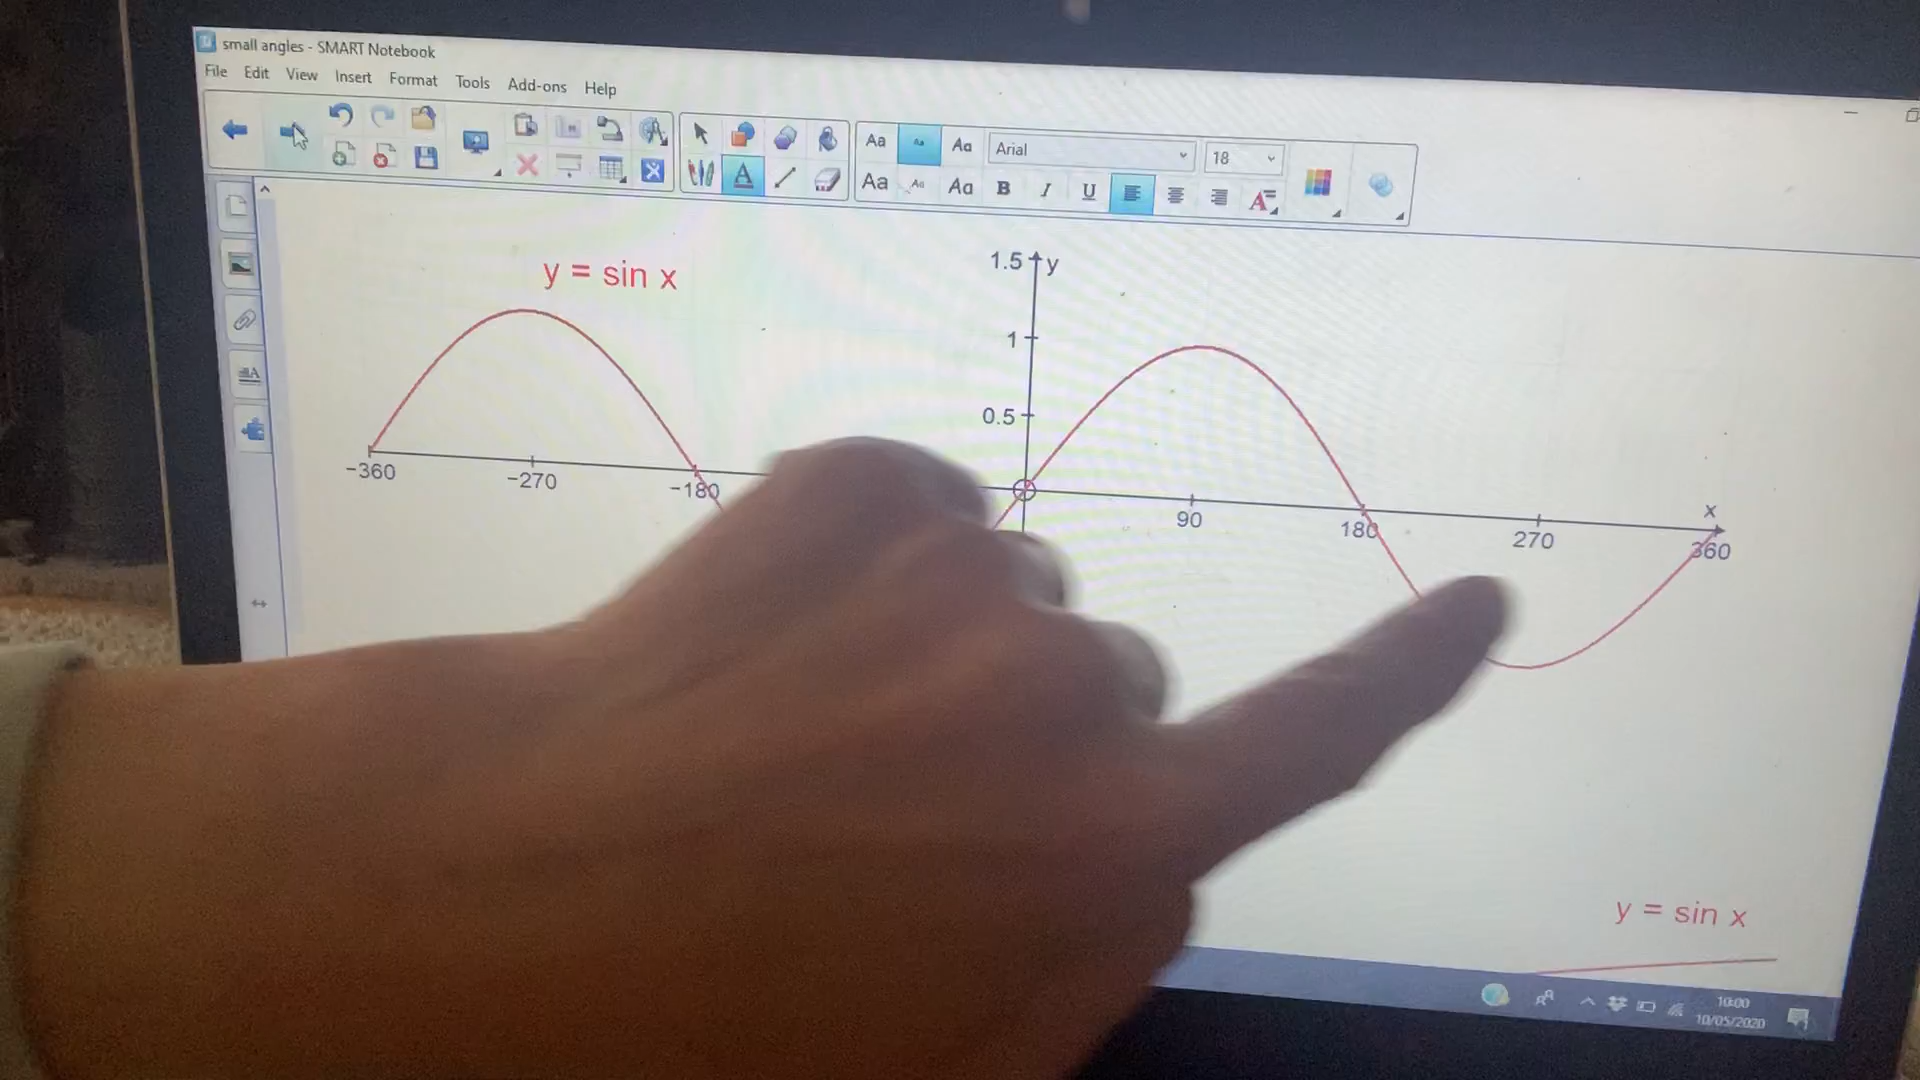 small angles - SMART Notebook
File Edit View Insert Format Tools Add-ons Help
Aa Aa Aa Arial 18
Aa Aa Aa B I U A
y = sin x
1.5 y
1
0.5
-360 -270 -180 90 180 270 360
x
y = sin x
10:00
10/05/2020